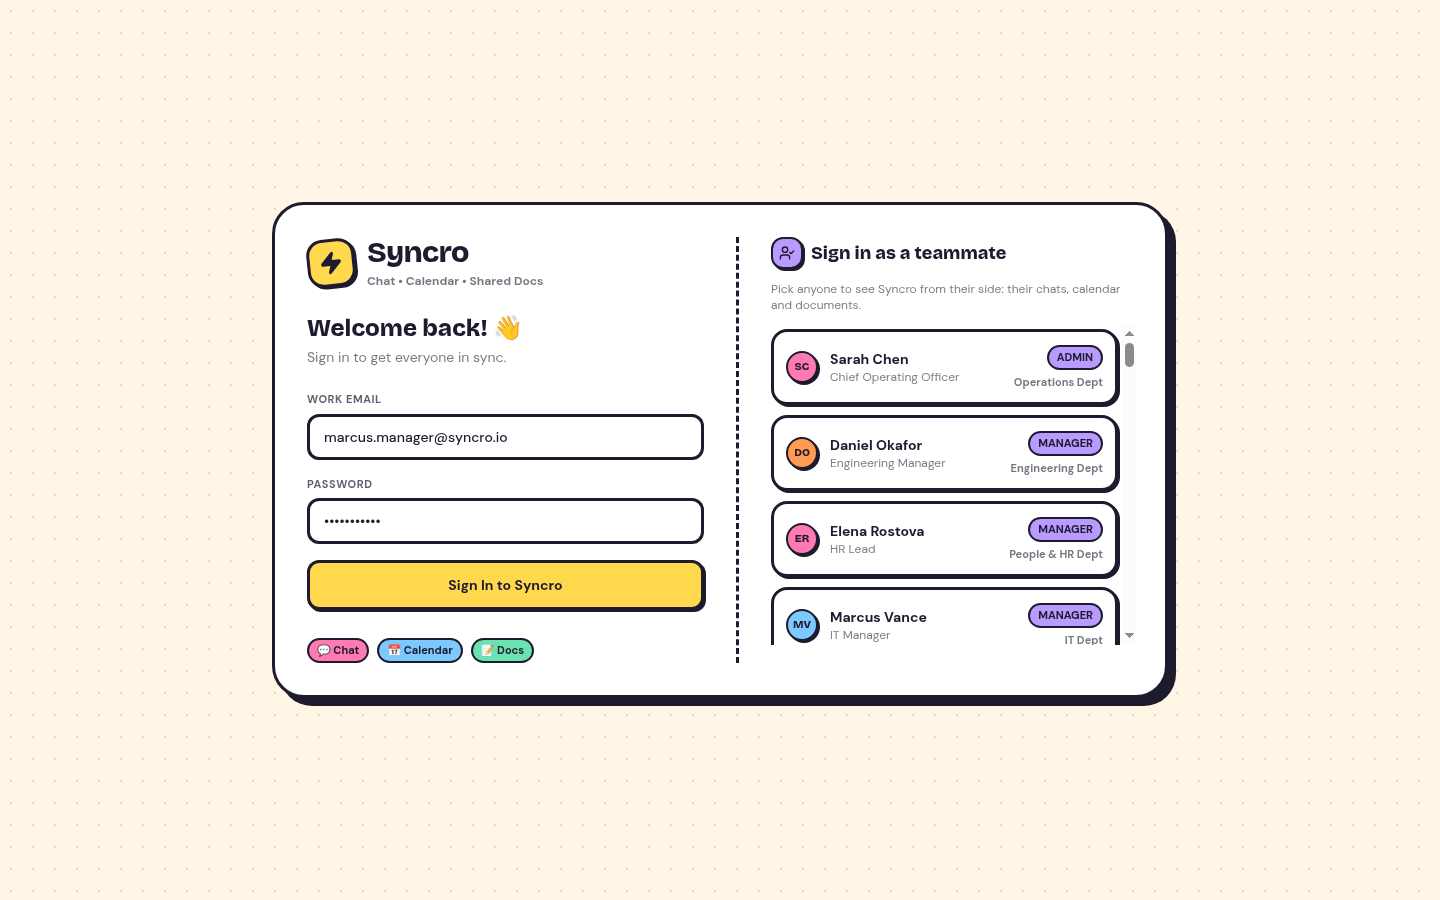 Syncro
Chat • Calendar • Shared Docs
Welcome back! 👋
Sign in to get everyone in sync.
WORK EMAIL
marcus.manager@syncro.io
PASSWORD
•••••••••••
Sign In to Syncro
💬 Chat
📅 Calendar
📝 Docs
Sign in as a teammate
Pick anyone to see Syncro from their side: their chats, calendar
and documents.
SC
Sarah Chen
Chief Operating Officer
ADMIN
Operations Dept
DO
Daniel Okafor
Engineering Manager
MANAGER
Engineering Dept
ER
Elena Rostova
HR Lead
MANAGER
People & HR Dept
MV
Marcus Vance
IT Manager
MANAGER
IT Dept